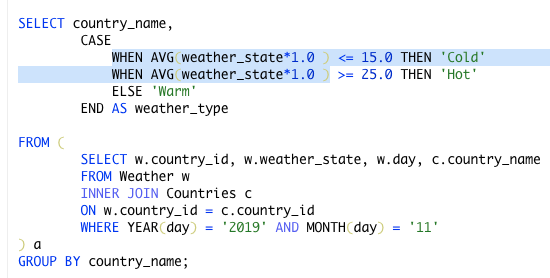 SELECT country_name,
CASE
WHEN AVG(weather_state*1.0 ) <= 15.0 THEN 'Cold'
WHEN AVG(weather_state*1.0 ) >= 25.0 THEN 'Hot'
ELSE 'Warm'
END AS weather_type
FROM (
SELECT w.country_id, w.weather_state, w.day, c.country_name
FROM Weather w
INNER JOIN Countries c
ON w.country_id = c.country_id
WHERE YEAR(day) = '2019' AND MONTH(day) = '11'
) a
GROUP BY country_name;